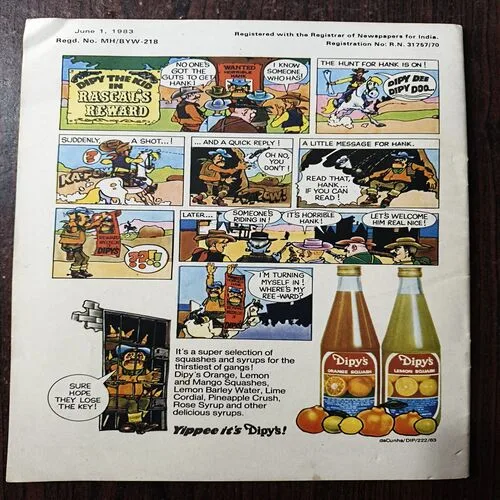 June 1, 1983
Regd. No. MH/BYW-218
Registered with the Registrar of Newspapers for India.
Registration No: R.N. 31757/70
DIPY THE KID
IN
RASCAL'S
REWARD
NO ONE'S
GOT THE
GUTS TO GET
HANK!
WANTED
HORRIBLE
HANK
I KNOW
SOMEONE
WHO HAS!
THE HUNT FOR HANK IS ON!
DIPY DEE
DIPY DOO...
SUDDENLY,
A SHOT...!
... AND A QUICK REPLY!
OH NO,
YOU
DON'T!
A LITTLE MESSAGE FOR HANK.
READ THAT,
HANK...
IF YOU CAN
READ!
REWARD
DIPYS
??!!
LATER...
SOMEONE'S
RIDING IN!
IT'S HORRIBLE
HANK!
LET'S WELCOME
HIM REAL NICE!
I'M TURNING
MYSELF IN!
WHERE'S MY
REE-WARD?
SURE
HOPE
THEY LOSE
THE KEY!
It's a super selection of
squashes and syrups for the
thirstiest of gangs!
Dipy's Orange, Lemon
and Mango Squashes,
Lemon Barley Water, Lime
Cordial, Pineapple Crush,
Rose Syrup and other
delicious syrups.
Yippee it's Dipy's!
Dipy's
ORANGE SQUASH
Dipy's
LEMON SQUASH
daCunha/DIP/222/83